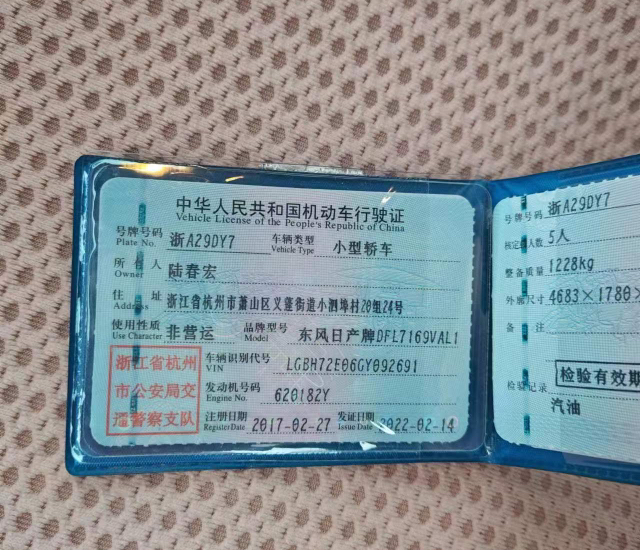 中华人民共和国机动车行驶证
Vehicle License of the People's Republic of China
号牌号码 浙A29DY7 车辆类型 小型轿车
Plate No. Vehicle Type
所有人 陆春宏
Owner
住址 浙江省杭州市萧山区义蓬街道小泗埠村20组24号
Address
使用性质 非营运 品牌型号 东风日产牌DFL7169VAL1
Use Character Model
浙江省杭州
市公安局交
通警察支队
车辆识别代号 LGBH72E06GY092691
VIN
发动机号码 620182Y
Engine No.
注册日期 2017-02-27 发证日期 2022-02-14
Register Date Issue Date
号牌号码 浙A29DY7
核定人数 5人
整备质量 1228kg
外廓尺寸 4683×1780×
备注
检验有效期
检验记录
汽油